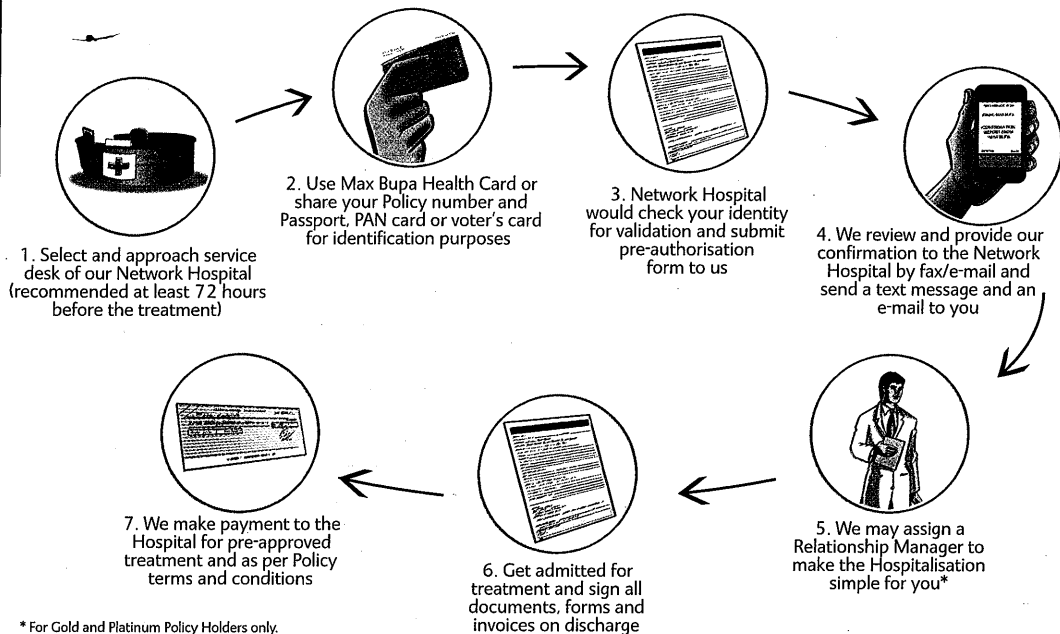 1. Select and approach service
desk of our Network Hospital
(recommended at least 72 hours
before the treatment)
2. Use Max Bupa Health Card or
share your Policy number and
Passport, PAN card or voter's card
for identification purposes
3. Network Hospital
would check your identity
for validation and submit
pre-authorisation
form to us
4. We review and provide our
confirmation to the Network
Hospital by fax/e-mail and
send a text message and an
e-mail to you
5. We may assign a
Relationship Manager to
make the Hospitalisation
simple for you*
6. Get admitted for
treatment and sign all
documents, forms and
invoices on discharge
7. We make payment to the
Hospital for pre-approved
treatment and as per Policy
terms and conditions
* For Gold and Platinum Policy Holders only.